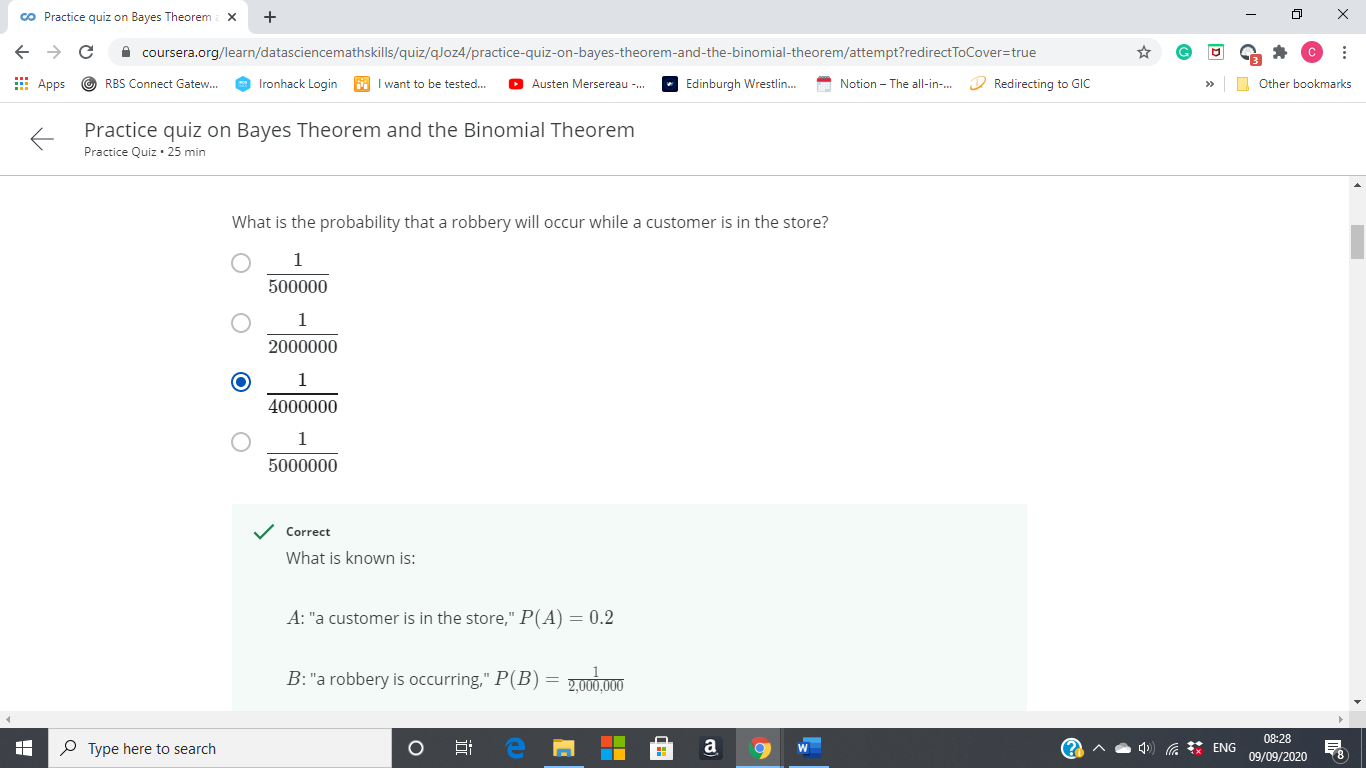 Practice quiz on Bayes Theorem a
coursera.org/learn/datasciencemathskills/quiz/qJoz4/practice-quiz-on-bayes-theorem-and-the-binomial-theorem/attempt?redirectToCover=true
C
3
Apps RBS Connect Gatew... Ironhack Login I want to be tested... Austen Mersereau -... Edinburgh Wrestlin... Notion – The all-in-... Redirecting to GIC » Other bookmarks
Practice quiz on Bayes Theorem and the Binomial Theorem
Practice Quiz • 25 min
What is the probability that a robbery will occur while a customer is in the store?
1
500000
1
2000000
1
4000000
1
5000000
Correct
What is known is:
A: "a customer is in the store," P(A) = 0.2
B: "a robbery is occurring," P(B) = 1/2,000,000
Type here to search
ENG
08:28
09/09/2020
8